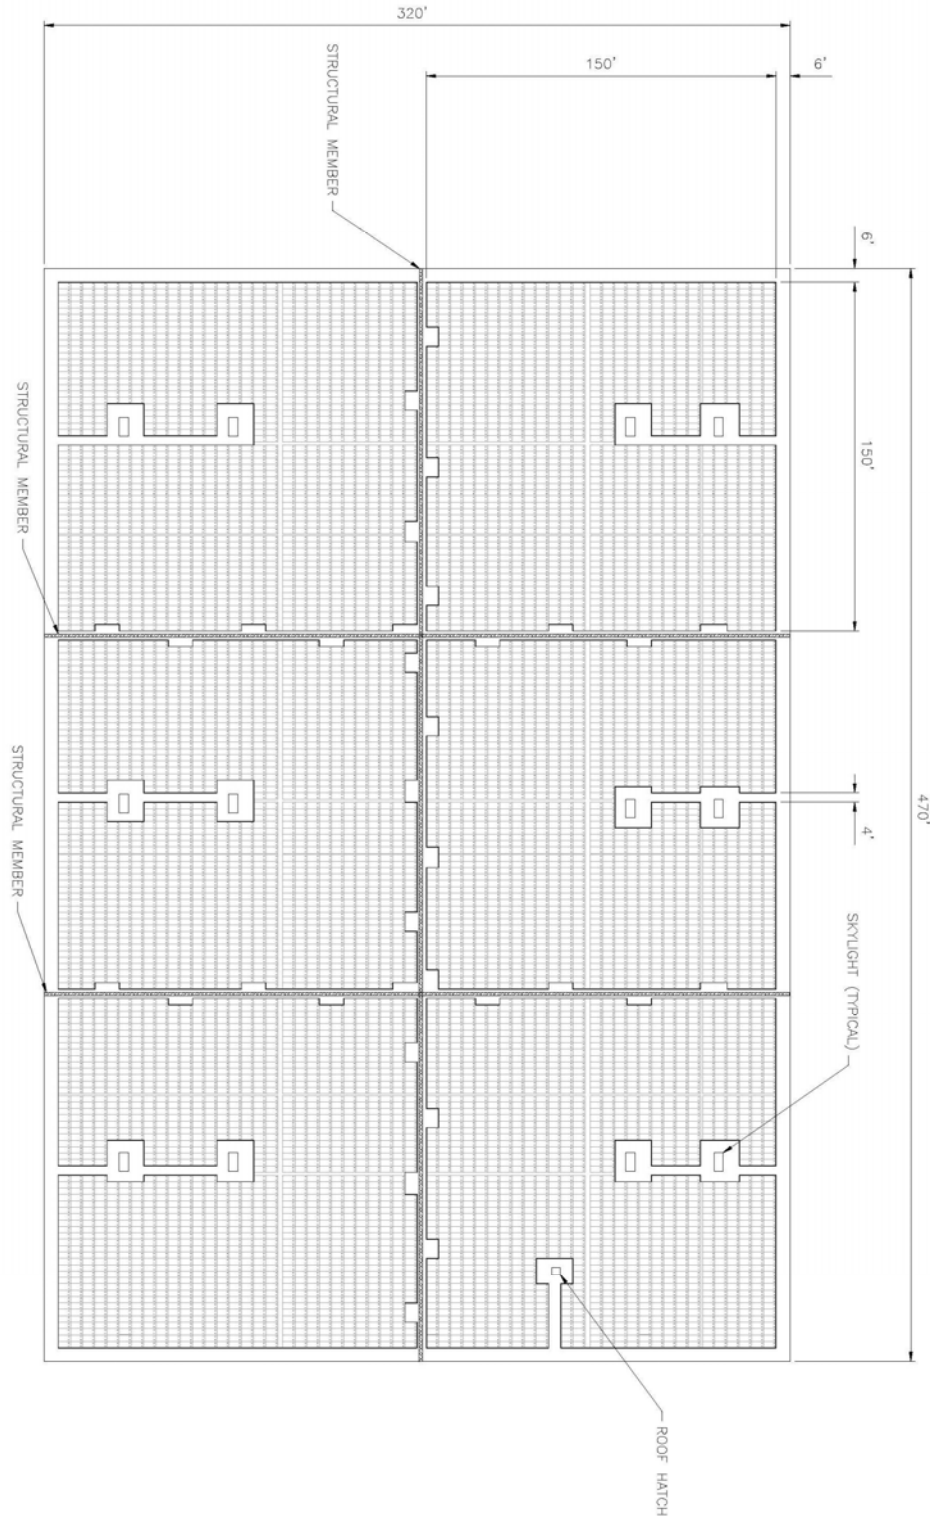 320'
150'
6'
STRUCTURAL MEMBER
6'
150'
STRUCTURAL MEMBER
470'
4'
STRUCTURAL MEMBER
SKYLIGHT (TYPICAL)
ROOF HATCH